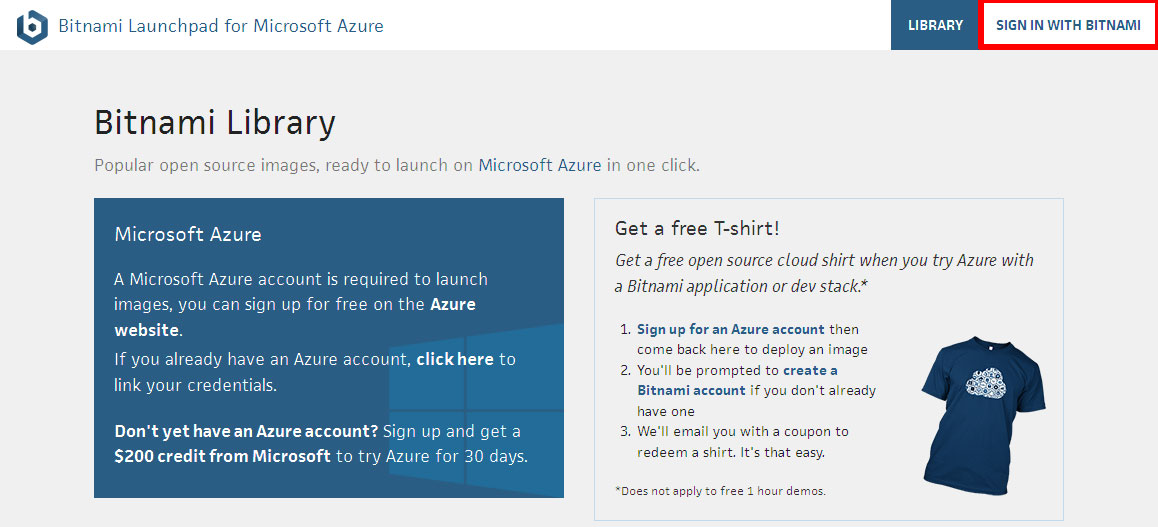 Bitnami Launchpad for Microsoft Azure
LIBRARY
SIGN IN WITH BITNAMI
Bitnami Library
Popular open source images, ready to launch on Microsoft Azure in one click.
Microsoft Azure
A Microsoft Azure account is required to launch
images, you can sign up for free on the Azure
website.
If you already have an Azure account, click here to
link your credentials.
Don't yet have an Azure account? Sign up and get a
$200 credit from Microsoft to try Azure for 30 days.
Get a free T-shirt!
Get a free open source cloud shirt when you try Azure with
a Bitnami application or dev stack.*
1. Sign up for an Azure account then
come back here to deploy an image
2. You'll be prompted to create a
Bitnami account if you don't already
have one
3. We'll email you with a coupon to
redeem a shirt. It's that easy.
*Does not apply to free 1 hour demos.